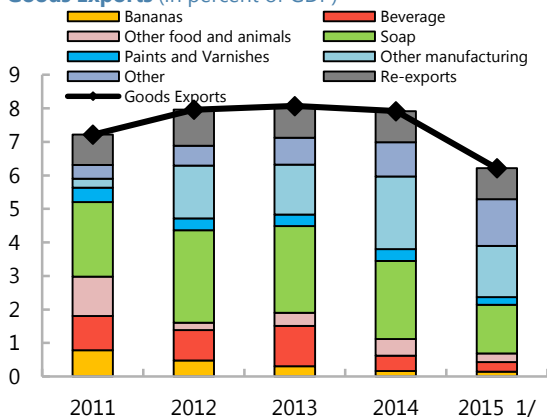 Goods Exports (in percent of GDP)
Bananas Beverage
Other food and animals Soap
Paints and Varnishes Other manufacturing
Other Re-exports
Goods Exports
9
8
7
6
5
4
3
2
1
0
2011 2012 2013 2014 2015 1/